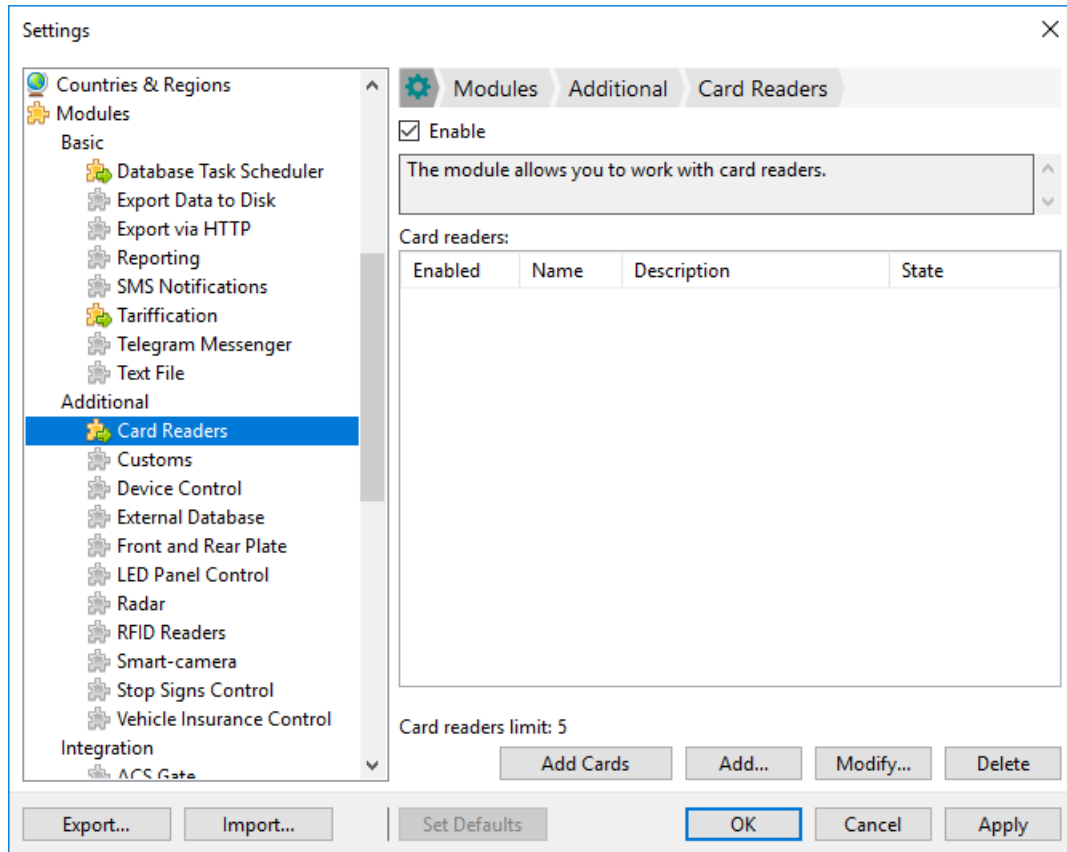 Settings
Countries & Regions
Modules
Basic
Database Task Scheduler
Export Data to Disk
Export via HTTP
Reporting
SMS Notifications
Tariffication
Telegram Messenger
Text File
Additional
Card Readers
Customs
Device Control
External Database
Front and Rear Plate
LED Panel Control
Radar
RFID Readers
Smart-camera
Stop Signs Control
Vehicle Insurance Control
Integration
ACS Gate
Modules Additional Card Readers
Enable
The module allows you to work with card readers.
Card readers:
Enabled Name Description State
Card readers limit: 5
Add Cards Add... Modify... Delete
Export... Import... Set Defaults OK Cancel Apply